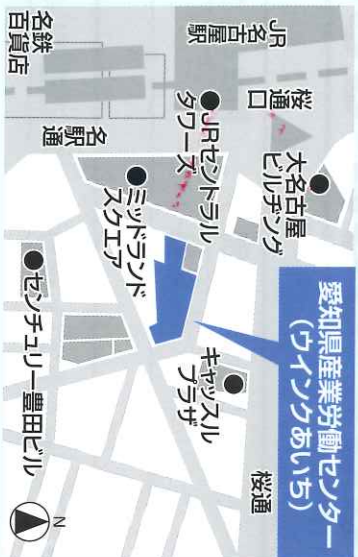 JR
名古屋駅
名鉄
百貨店
桜通口
名駅通
JRセントラル
タワーズ
大名古屋
ビルヂング
ミッドランド
スクエア
愛知県産業労働センター
(ウインクあいち)
キャッスル
プラザ
桜通
センチュリー豊田ビル
N